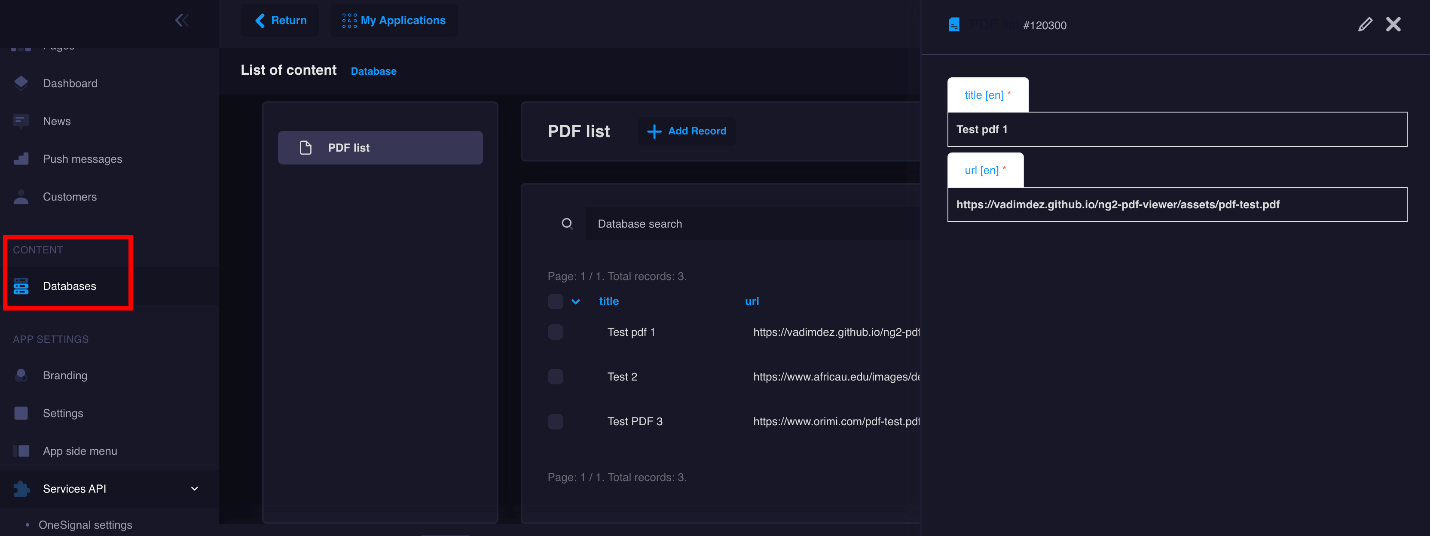 Pages
Dashboard
News
Push messages
Customers
CONTENT
Databases
APP SETTINGS
Branding
Settings
App side menu
Services API
OneSignal settings
Return
My Applications
List of content
Database
PDF list
PDF list
Add Record
Database search
Page: 1 / 1. Total records: 3.
title url
Test pdf 1 https://vadimdez.github.io/ng2-pdf
Test 2 https://www.africau.edu/images/de
Test PDF 3 https://www.orimi.com/pdf-test.pdf
Page: 1 / 1. Total records: 3.
#120300
title [en] *
Test pdf 1
url [en] *
https://vadimdez.github.io/ng2-pdf-viewer/assets/pdf-test.pdf